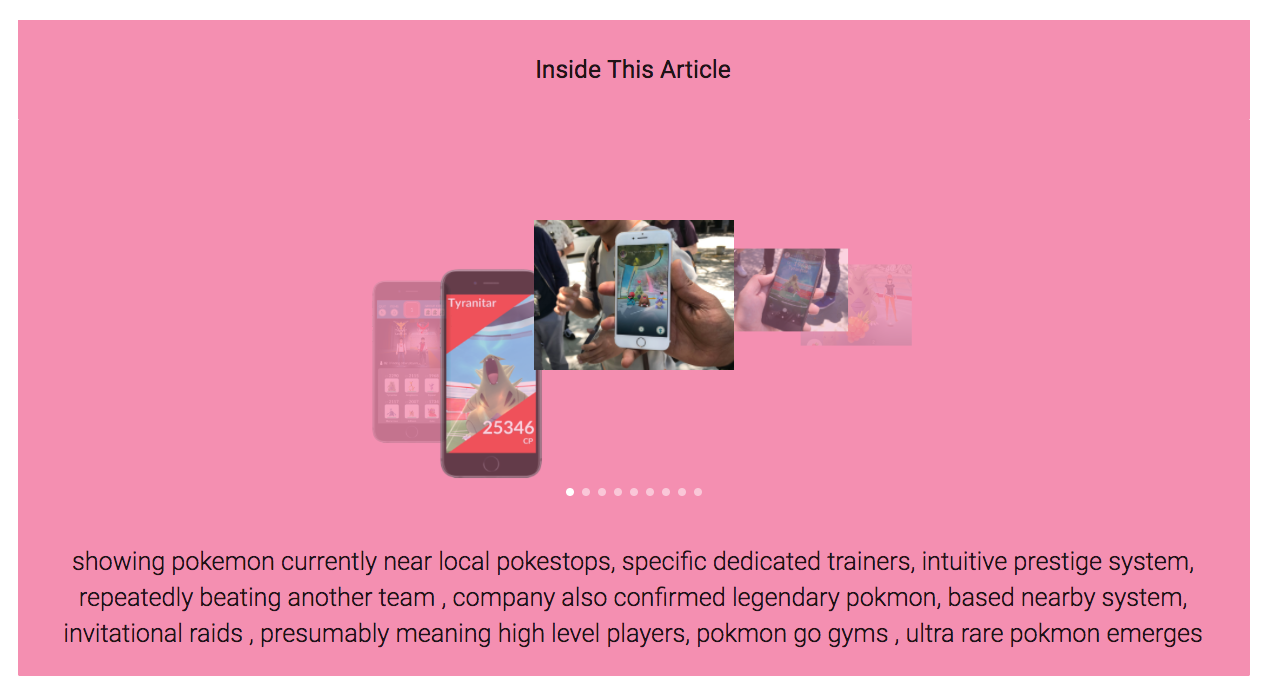 Inside This Article
Tyranitar
25346
CP
showing pokemon currently near local pokestops, specific dedicated trainers, intuitive prestige system,
repeatedly beating another team , company also confirmed legendary pokmon, based nearby system,
invitational raids , presumably meaning high level players, pokmon go gyms , ultra rare pokmon emerges